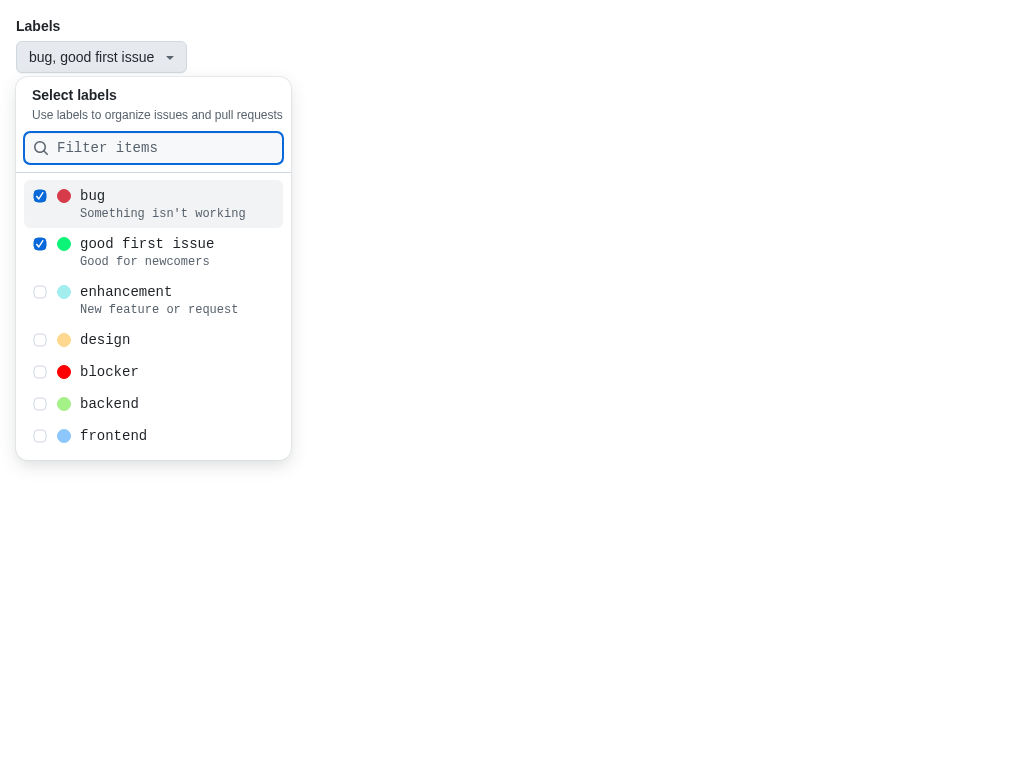 Labels
bug, good first issue
Select labels
Use labels to organize issues and pull requests
Filter items
bug
Something isn't working
good first issue
Good for newcomers
enhancement
New feature or request
design
blocker
backend
frontend